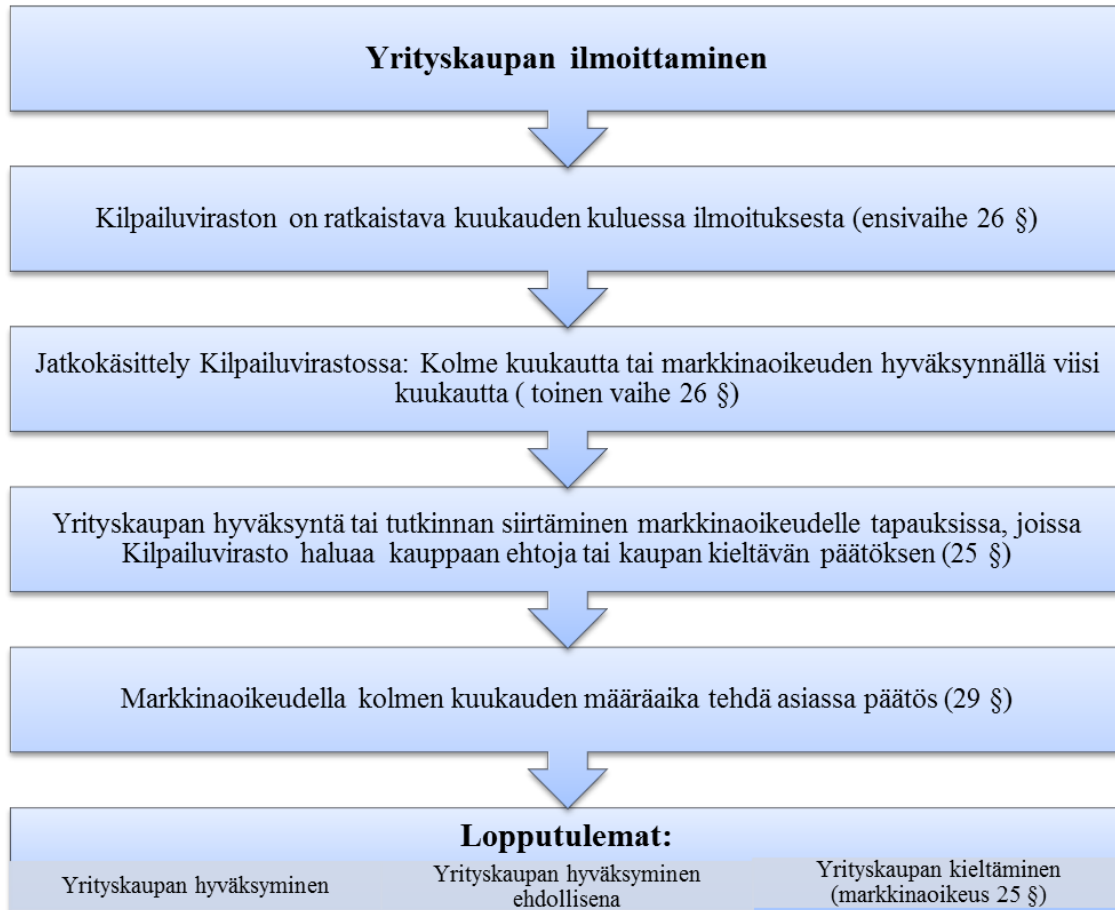 Yrityskaupan ilmoittaminen
Kilpailuviraston on ratkaistava kuukauden kuluessa ilmoituksesta (ensivaihe 26 §)
Jatkokäsittely Kilpailuvirastossa: Kolme kuukautta tai markkinaoikeuden hyväksynnällä viisi
kuukautta ( toinen vaihe 26 §)
Yrityskaupan hyväksyntä tai tutkinnan siirtäminen markkinaoikeudelle tapauksissa, joissa
Kilpailuvirasto haluaa kauppaan ehtoja tai kaupan kieltävän päätöksen (25 §)
Markkinaoikeudella kolmen kuukauden määräaika tehdä asiassa päätös (29 §)
Lopputulemat:
Yrityskaupan hyväksyminen
Yrityskaupan hyväksyminen
ehdollisena
Yrityskaupan kieltäminen
(markkinaoikeus 25 §)